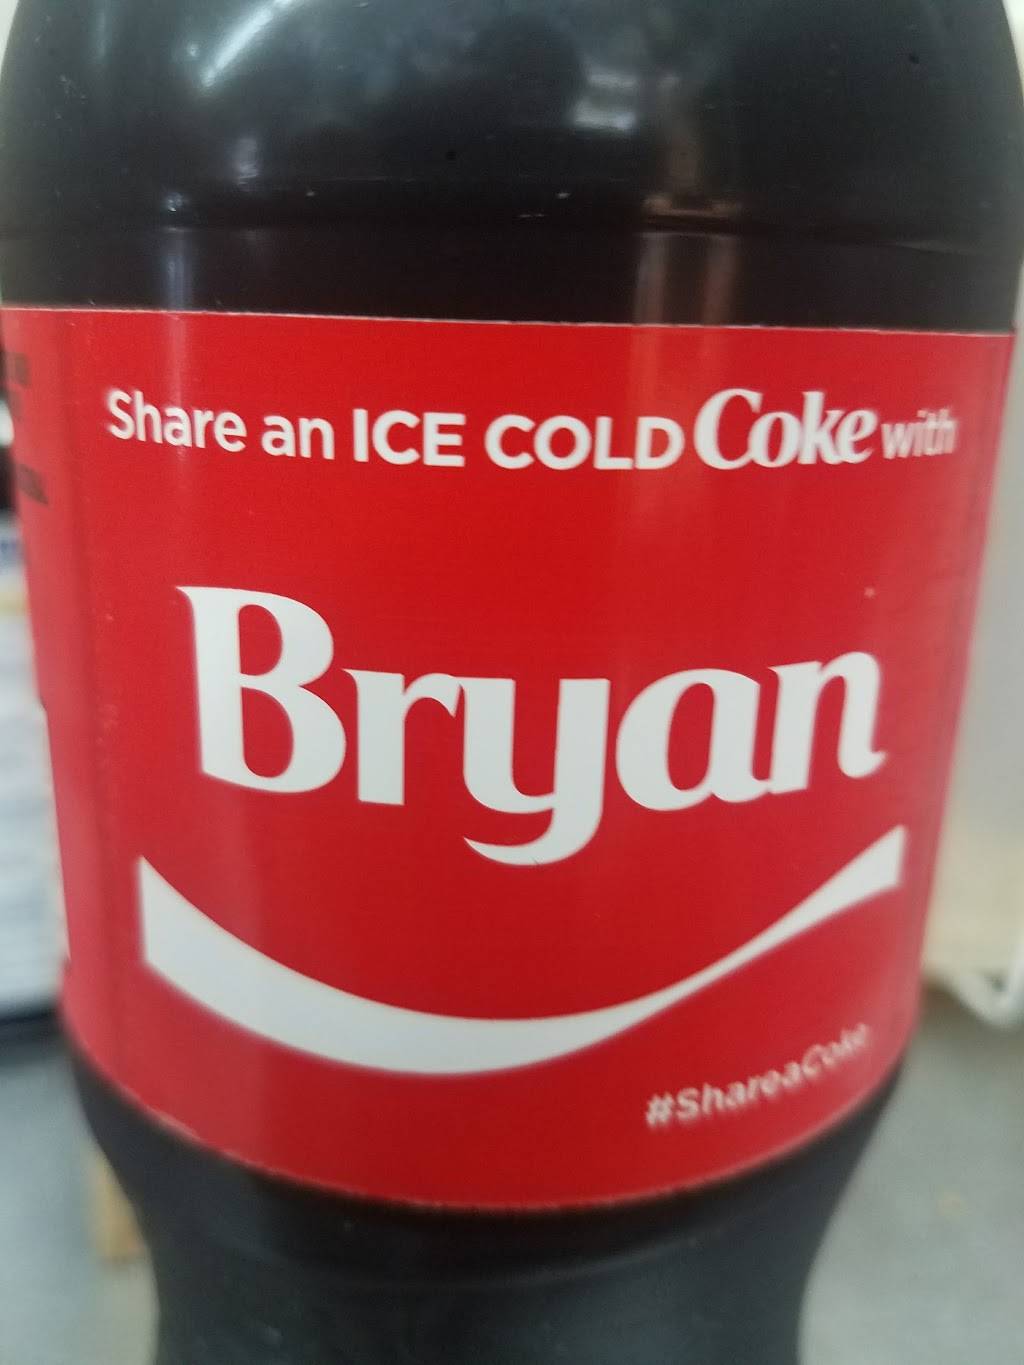 Share an ICE COLD Coke with
Bryan
#ShareaCoke